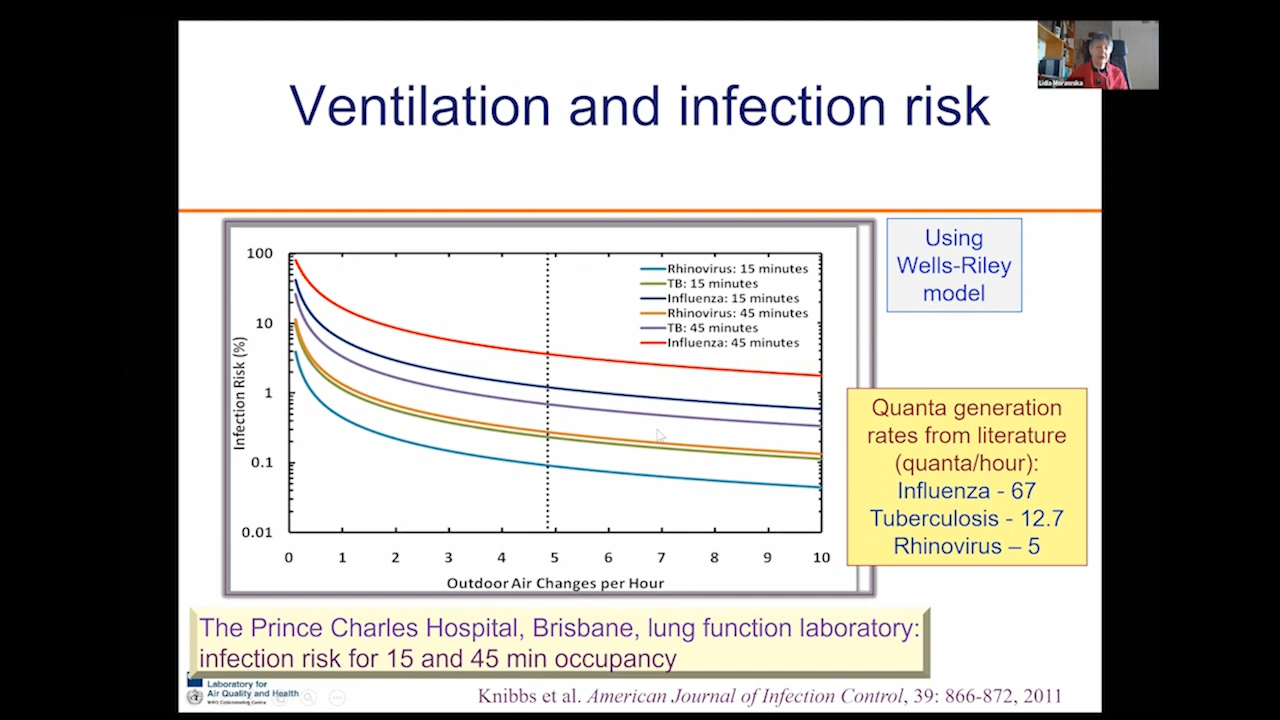 Ventilation and infection risk
Lidia Morawska
Using
Wells-Riley
model
100
10
1
0.1
0.01
Infection Risk (%)
Rhinovirus: 15 minutes
TB: 15 minutes
Influenza: 15 minutes
Rhinovirus: 45 minutes
TB: 45 minutes
Influenza: 45 minutes
0 1 2 3 4 5 6 7 8 9 10
Outdoor Air Changes per Hour
Quanta generation
rates from literature
(quanta/hour):
Influenza - 67
Tuberculosis - 12.7
Rhinovirus – 5
The Prince Charles Hospital, Brisbane, lung function laboratory:
infection risk for 15 and 45 min occupancy
Laboratory for
Air Quality and Health
WHO Collaborating Centre
Knibbs et al. American Journal of Infection Control, 39: 866-872, 2011